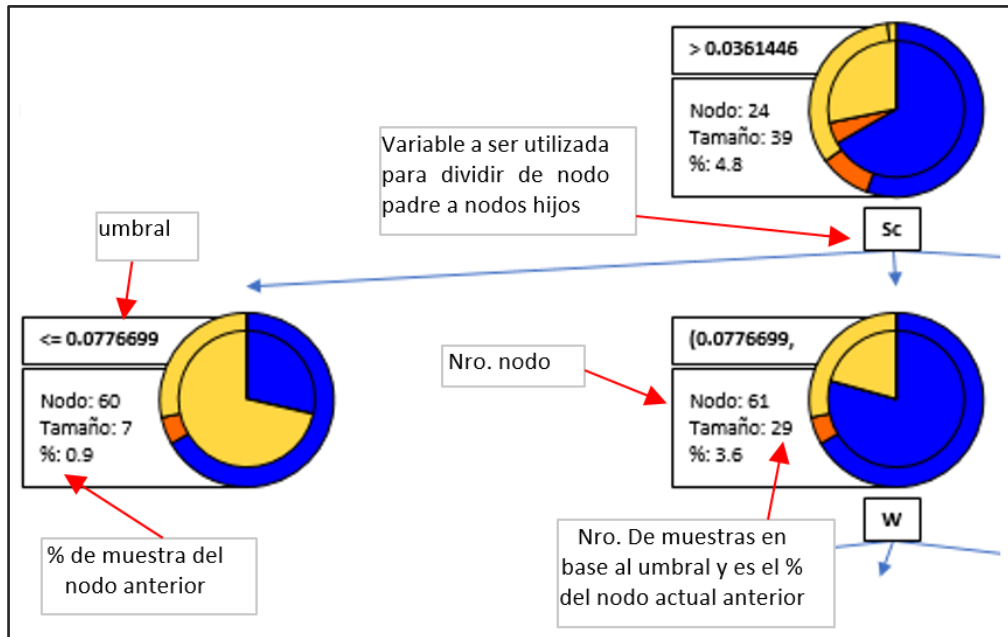 > 0.0361446
Nodo: 24
Tamaño: 39
%: 4.8
Variable a ser utilizada
para dividir de nodo
padre a nodos hijos
Sc
umbral
<= 0.0776699
Nodo: 60
Tamaño: 7
%: 0.9
Nro. nodo
(0.0776699,
Nodo: 61
Tamaño: 29
%: 3.6
W
% de muestra del
nodo anterior
Nro. De muestras en
base al umbral y es el %
del nodo actual anterior